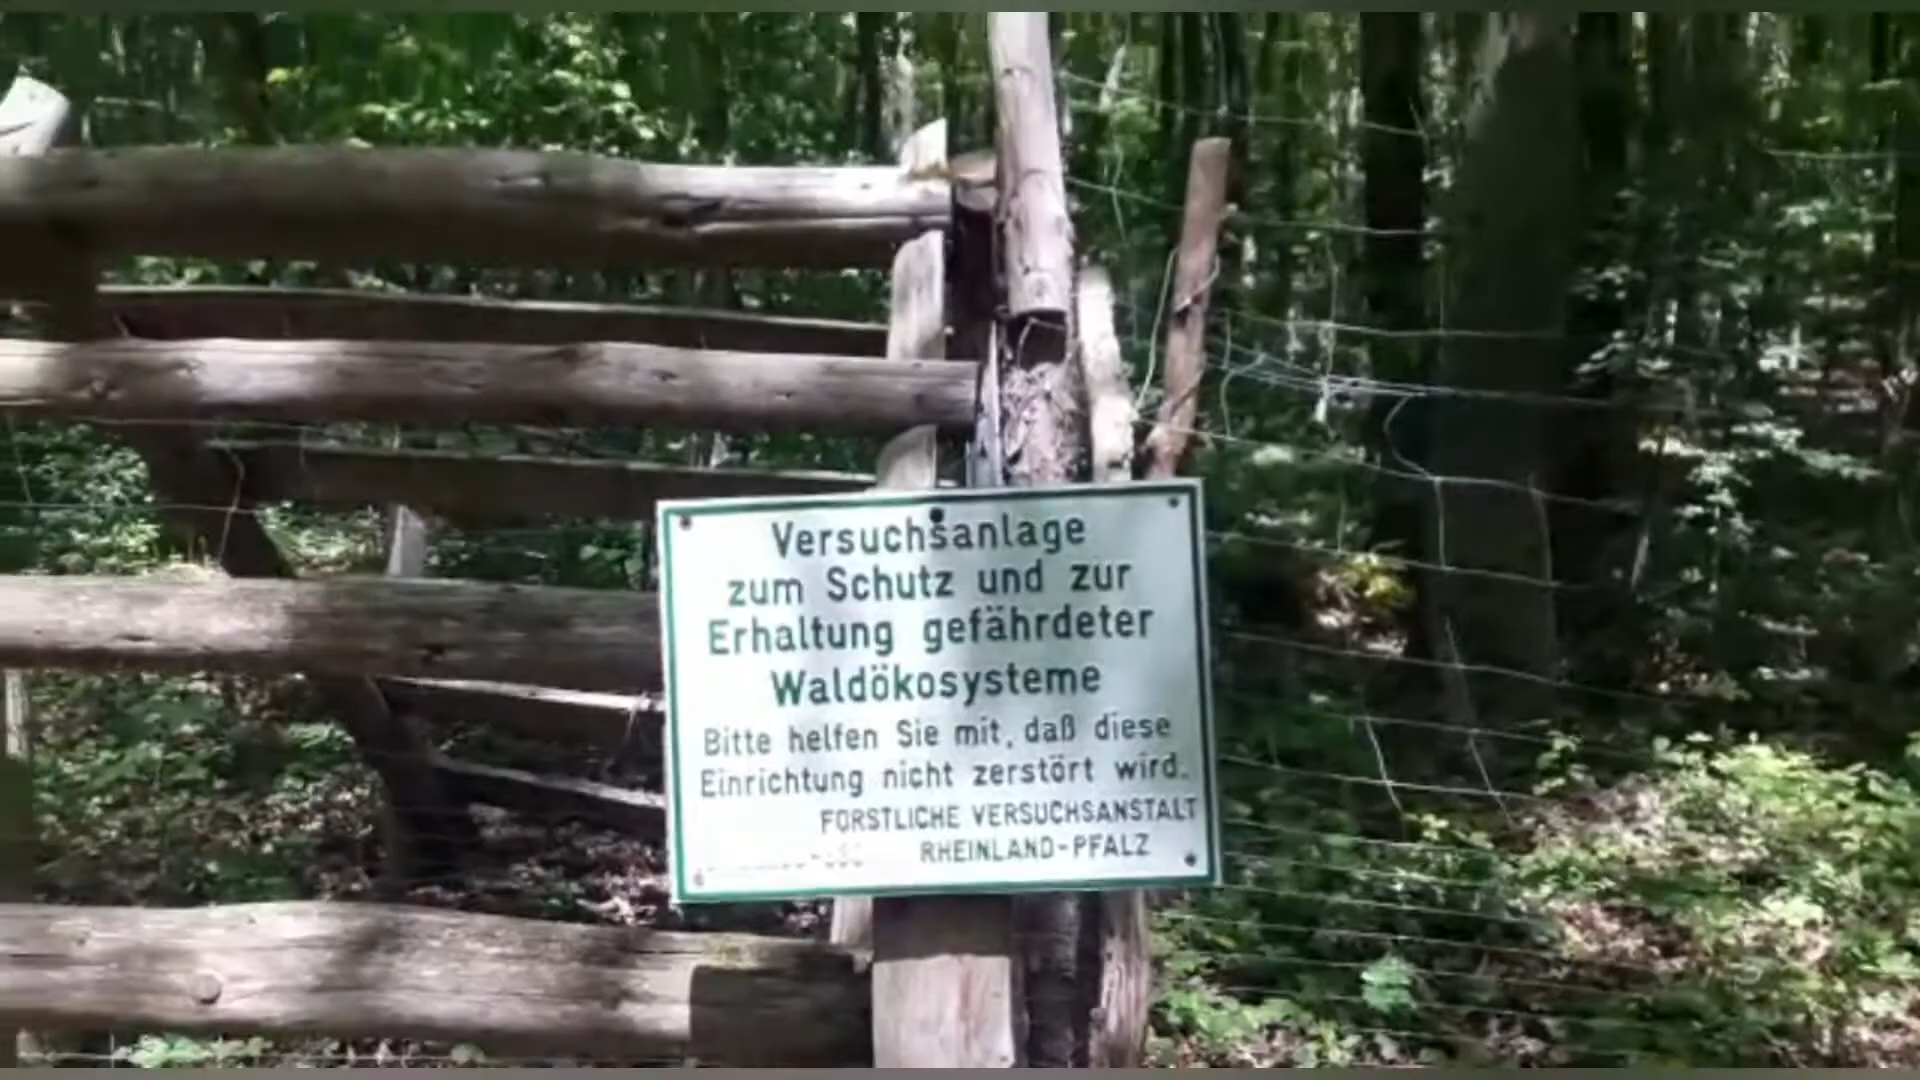 Versuchsanlage
zum Schutz und zur
Erhaltung gefährdeter
Waldökosysteme
Bitte helfen Sie mit, daß diese
Einrichtung nicht zerstört wird.
FORSTLICHE VERSUCHSANSTALT
RHEINLAND-PFALZ